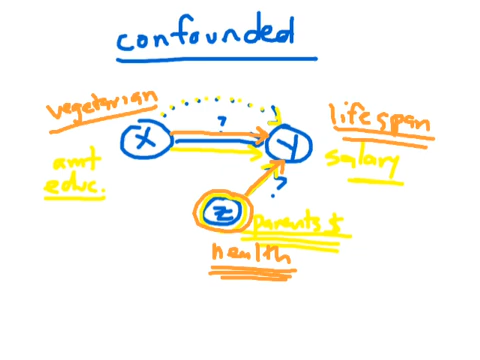 confounded
vegetarian
?
lifespan
X
Y
amt
educ.
salary
?
Z
parents $
health